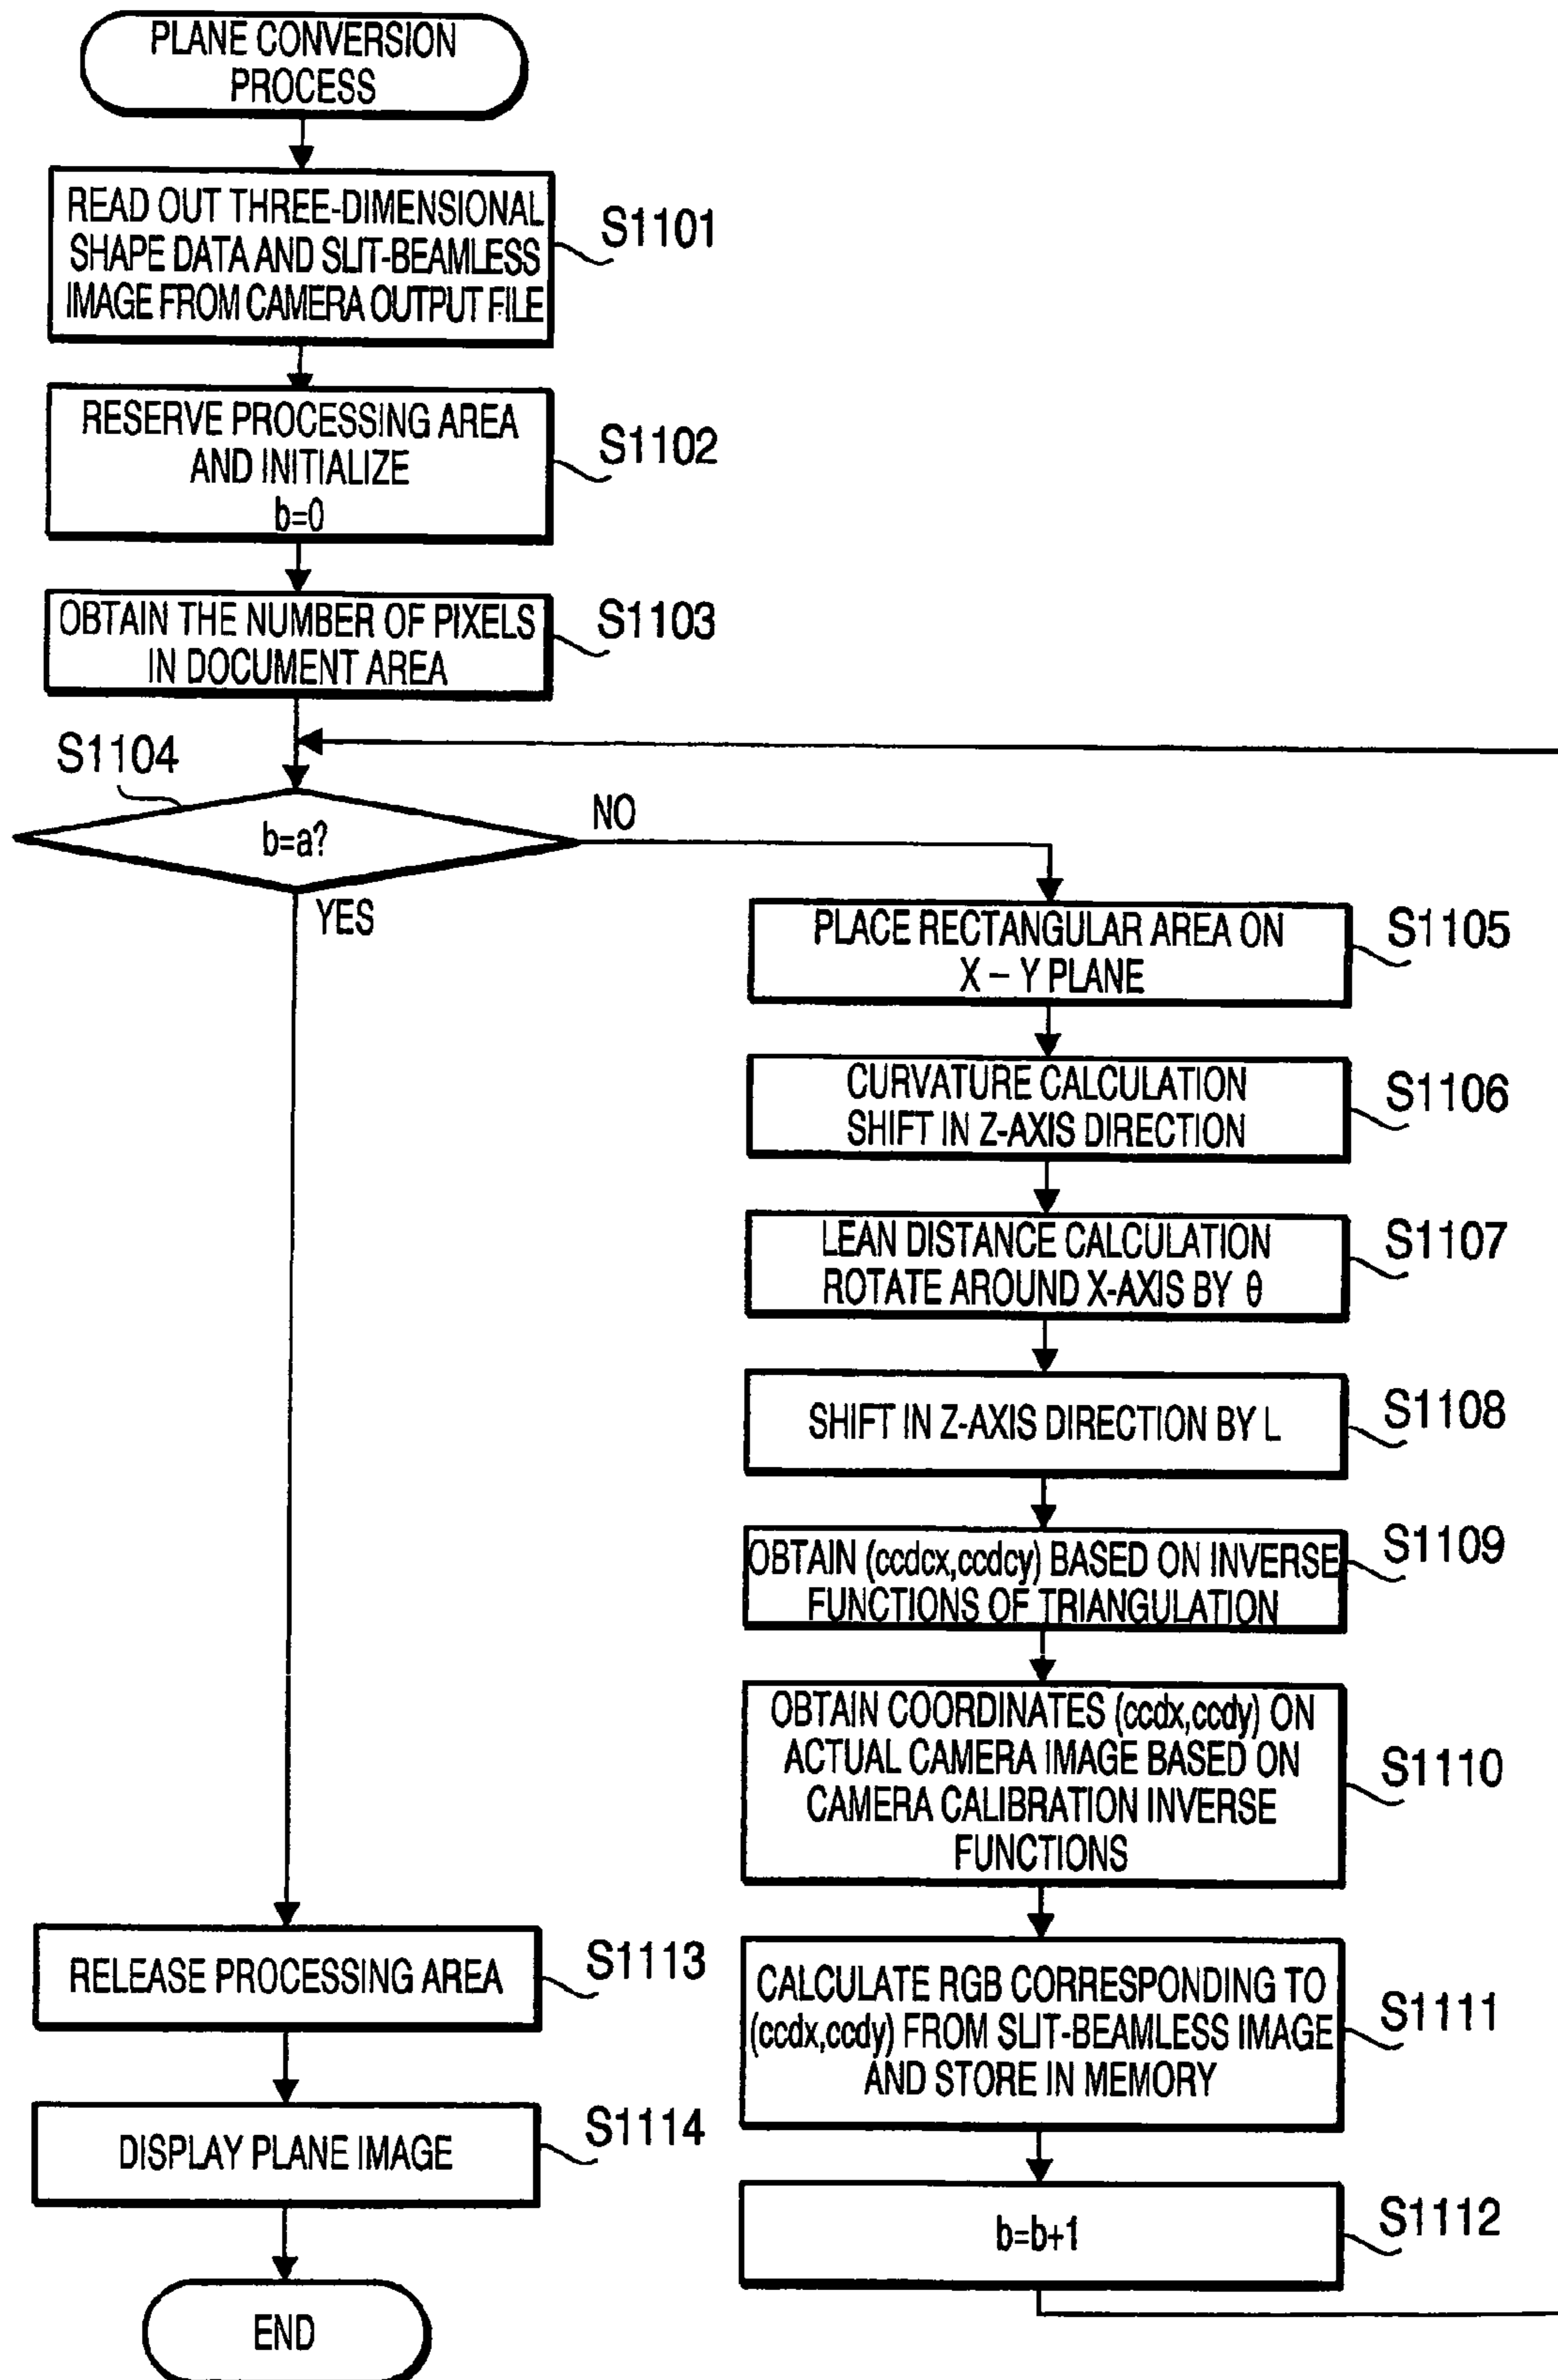 PLANE CONVERSION
PROCESS
READ OUT THREE-DIMENSIONAL
SHAPE DATA AND SLIT-BEAMLESS
IMAGE FROM CAMERA OUTPUT FILE
S1101
RESERVE PROCESSING AREA
AND INITIALIZE
b=0
S1102
OBTAIN THE NUMBER OF PIXELS
IN DOCUMENT AREA
S1103
S1104
b=a?
NO
YES
PLACE RECTANGULAR AREA ON
X – Y PLANE
S1105
CURVATURE CALCULATION
SHIFT IN Z-AXIS DIRECTION
S1106
LEAN DISTANCE CALCULATION
ROTATE AROUND X-AXIS BY θ
S1107
SHIFT IN Z-AXIS DIRECTION BY L
S1108
OBTAIN (ccdcx,ccdcy) BASED ON INVERSE
FUNCTIONS OF TRIANGULATION
S1109
OBTAIN COORDINATES (ccdx,ccdy) ON
ACTUAL CAMERA IMAGE BASED ON
CAMERA CALIBRATION INVERSE
FUNCTIONS
S1110
CALCULATE RGB CORRESPONDING TO
(ccdx,ccdy) FROM SLIT-BEAMLESS IMAGE
AND STORE IN MEMORY
S1111
b=b+1
S1112
RELEASE PROCESSING AREA
S1113
DISPLAY PLANE IMAGE
S1114
END